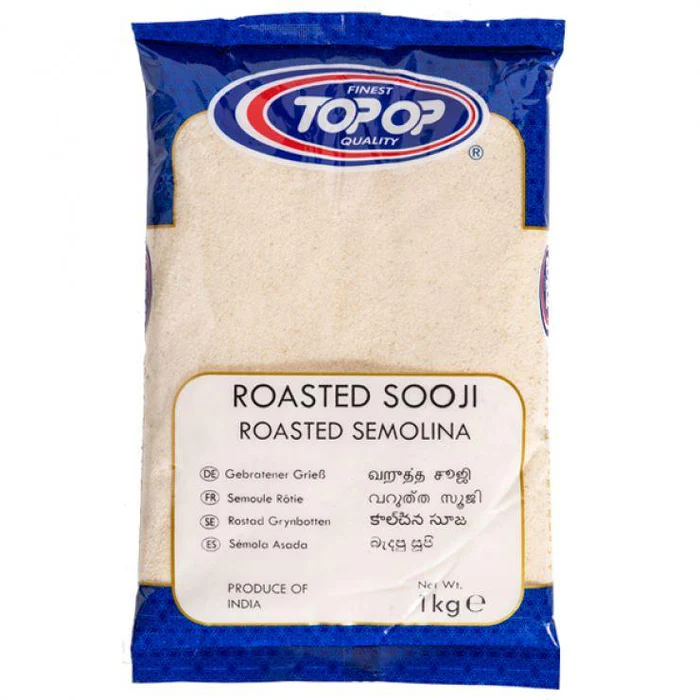 FINEST
TOP OP
QUALITY
®
ROASTED SOOJI
ROASTED SEMOLINA
DE Gebratener Grieß
FR Semoule Rôtie
SE Rostad Grynbotten
ES Sémola Asada
வறுத்த சூஜி
വറുത്ത സൂജി
కాల్చిన సూజి
බැදපු සූපි
PRODUCE OF
INDIA
Net Wt.
1kg e